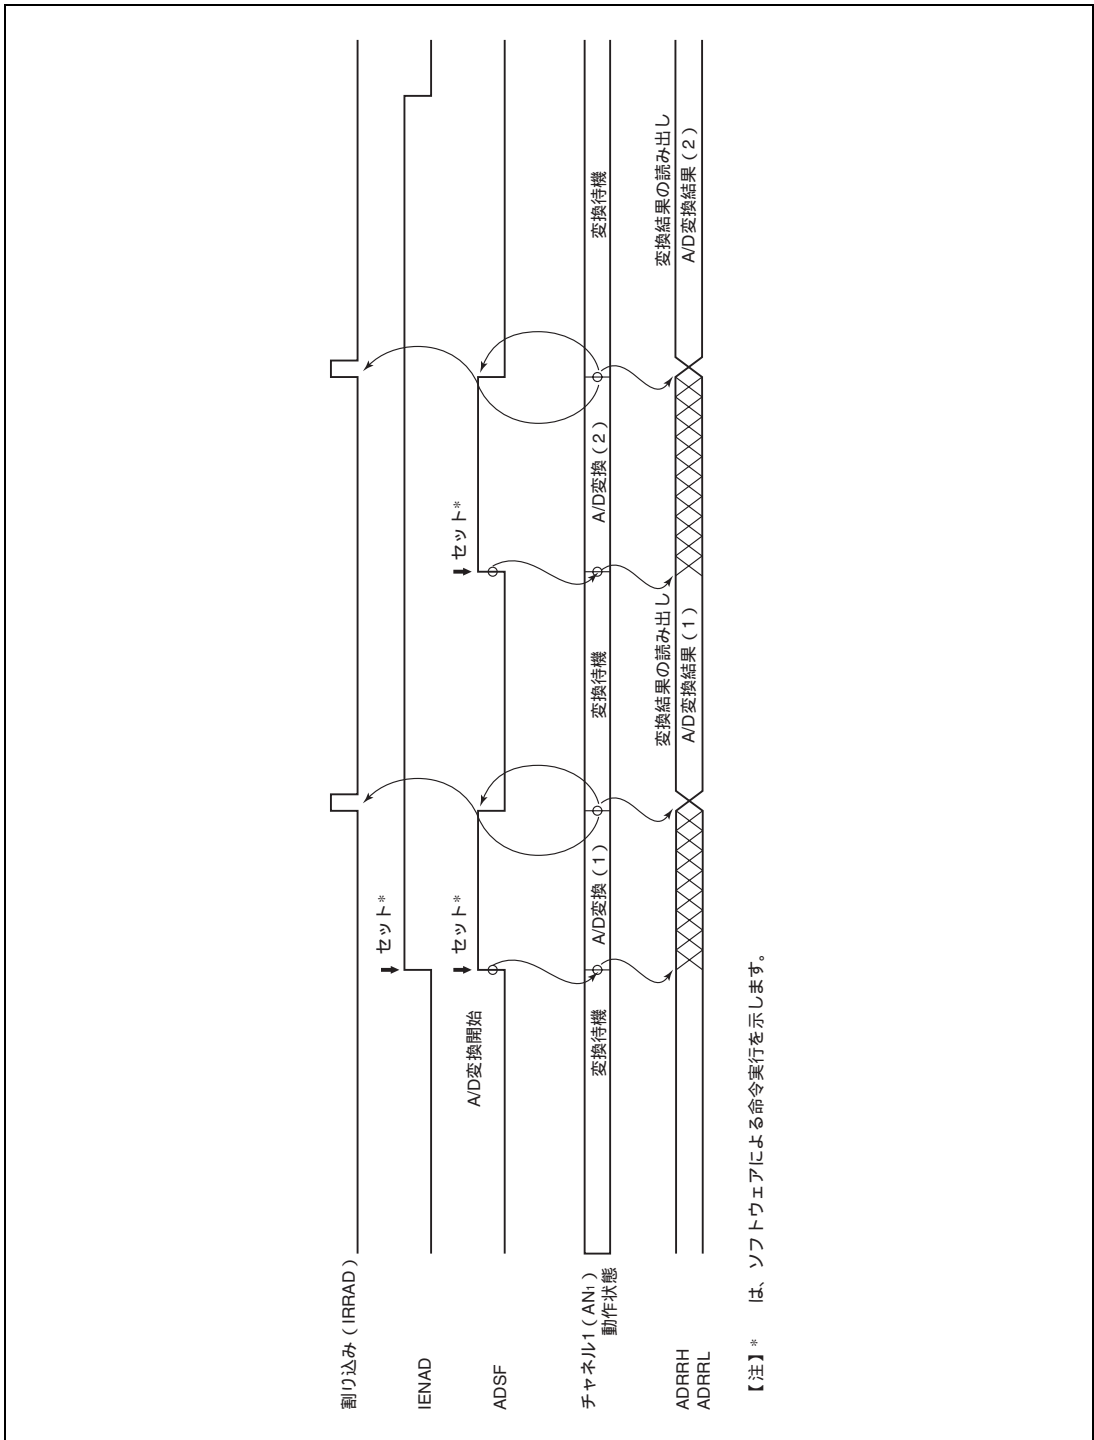 割り込み（IRRAD）
IENAD
セット*
ADSF
A/D変換開始
セット*
セット*
チャネル1（AN1）
動作状態
変換待機
A/D変換（1）
変換待機
A/D変換（2）
変換待機
ADRRH
ADRRL
変換結果の読み出し
A/D変換結果（1）
変換結果の読み出し
A/D変換結果（2）
【注】* は、ソフトウェアによる命令実行を示します。